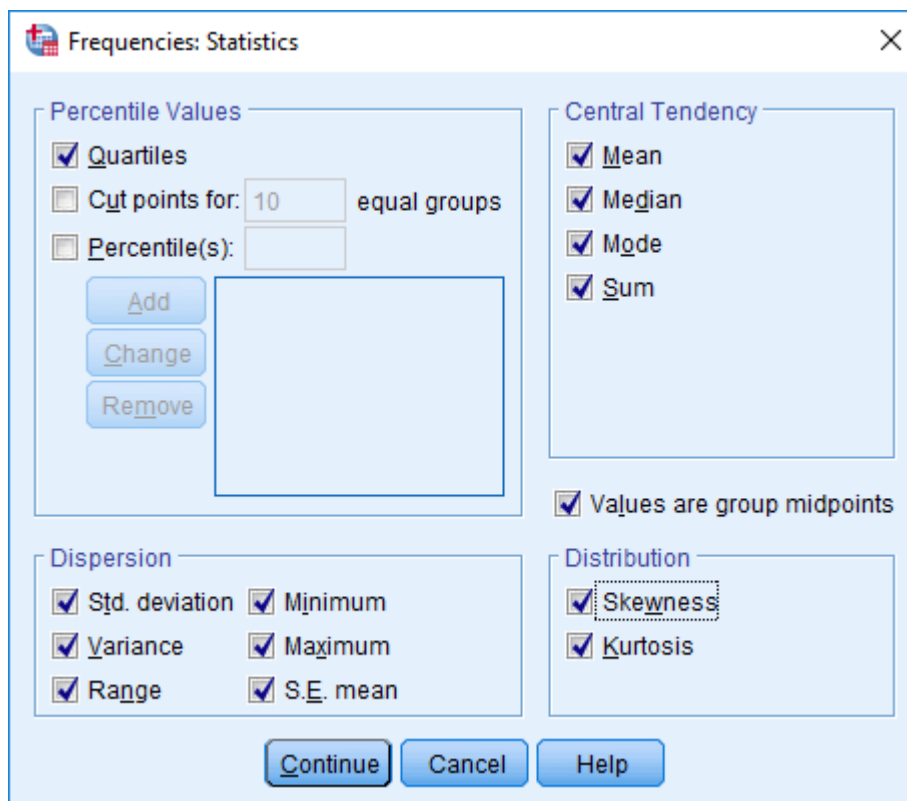 Frequencies: Statistics
Percentile Values
Quartiles
Cut points for: 10 equal groups
Percentile(s):
Add
Change
Remove
Central Tendency
Mean
Median
Mode
Sum
Values are group midpoints
Dispersion
Std. deviation Minimum
Variance Maximum
Range S.E. mean
Distribution
Skewness
Kurtosis
Continue Cancel Help